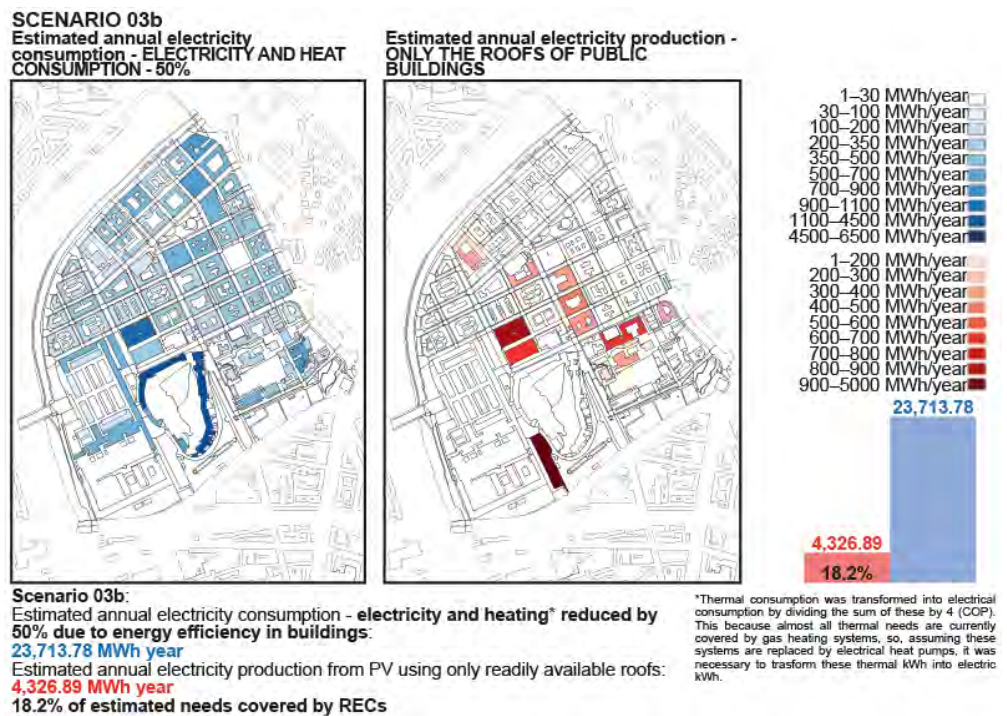 SCENARIO 03b
Estimated annual electricity
consumption - ELECTRICITY AND HEAT
CONSUMPTION - 50%
Estimated annual electricity production -
ONLY THE ROOFS OF PUBLIC
BUILDINGS
1–30 MWh/year
30–100 MWh/year
100–200 MWh/year
200–350 MWh/year
350–500 MWh/year
500–700 MWh/year
700–900 MWh/year
900–1100 MWh/year
1100–4500 MWh/year
4500–6500 MWh/year
1–200 MWh/year
200–300 MWh/year
300–400 MWh/year
400–500 MWh/year
500–600 MWh/year
600–700 MWh/year
700–800 MWh/year
800–900 MWh/year
900–5000 MWh/year
23,713.78
4,326.89
18.2%
Scenario 03b:
Estimated annual electricity consumption - electricity and heating* reduced by
50% due to energy efficiency in buildings:
23,713.78 MWh year
Estimated annual electricity production from PV using only readily available roofs:
4,326.89 MWh year
18.2% of estimated needs covered by RECs
*Thermal consumption was transformed into electrical
consumption by dividing the sum of these by 4 (COP).
This because almost all thermal needs are currently
covered by gas heating systems, so, assuming these
systems are replaced by electrical heat pumps, it was
necessary to trasform these thermal kWh into electric
kWh.